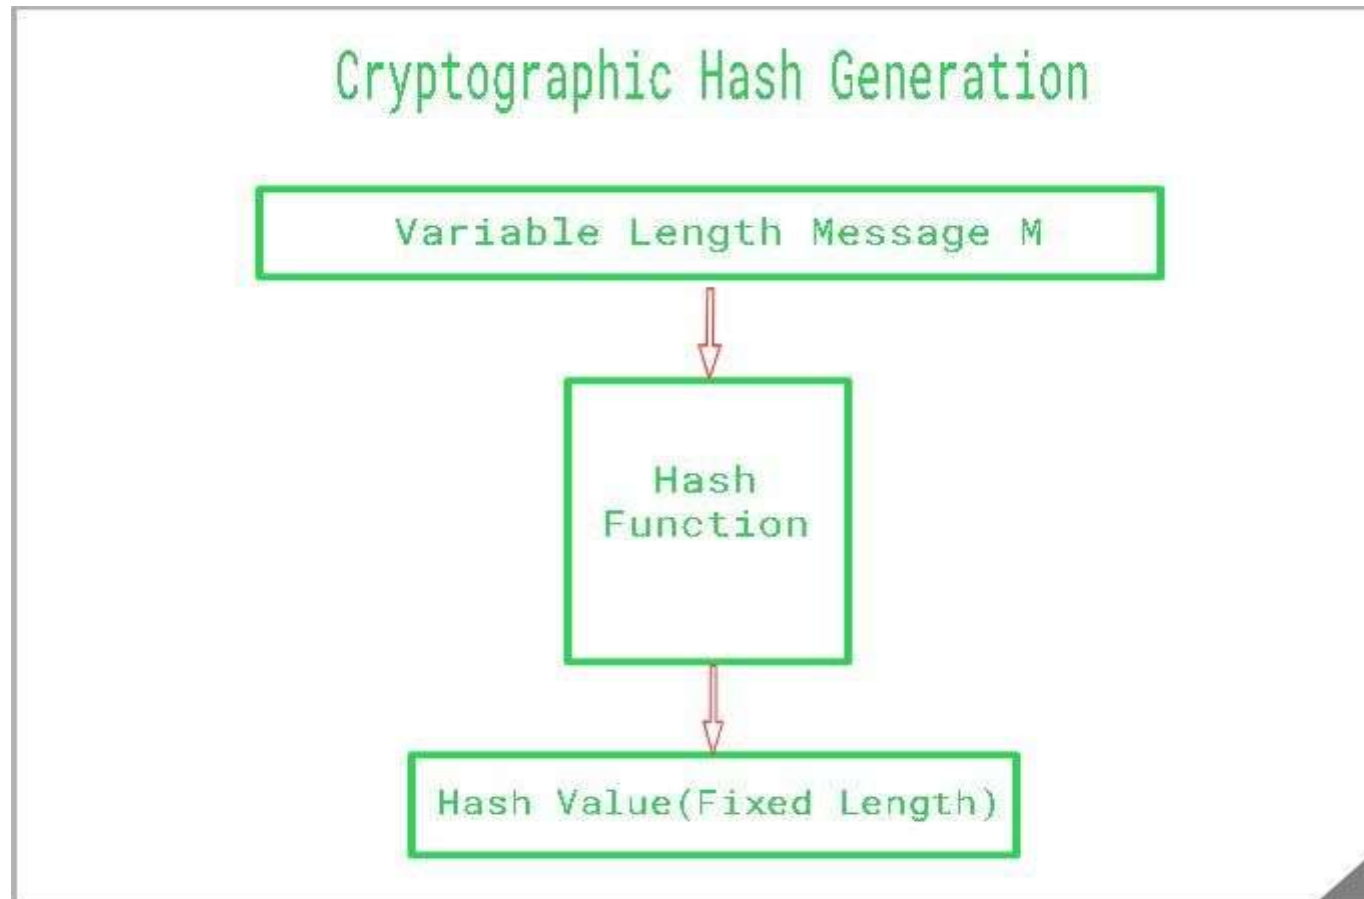 Cryptographic Hash Generation
Variable Length Message M
Hash
Function
Hash Value(Fixed Length)